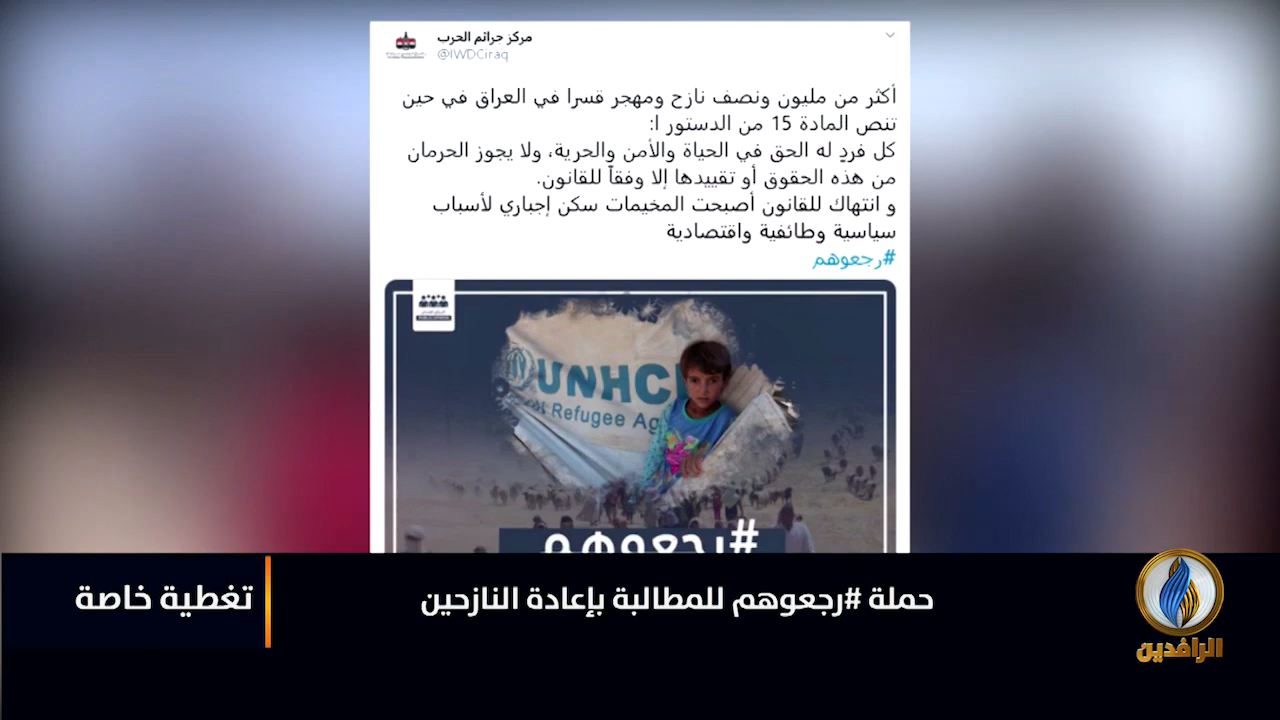 مركز جرائم الحرب
@IWDCiraq
أكثر من مليون ونصف نازح ومهجر قسرا في العراق في حين
تنص المادة 15 من الدستور ا:
كل فردٍ له الحق في الحياة والأمن والحرية، ولا يجوز الحرمان
من هذه الحقوق أو تقييدها إلا وفقاً للقانون.
و انتهاك للقانون أصبحت المخيمات سكن إجباري لأسباب
سياسية وطائفية واقتصادية
#رجعوهم
UNHC
Refugee Ag
#رجعوهم
حملة #رجعوهم للمطالبة بإعادة النازحين
تغطية خاصة
الرافدين